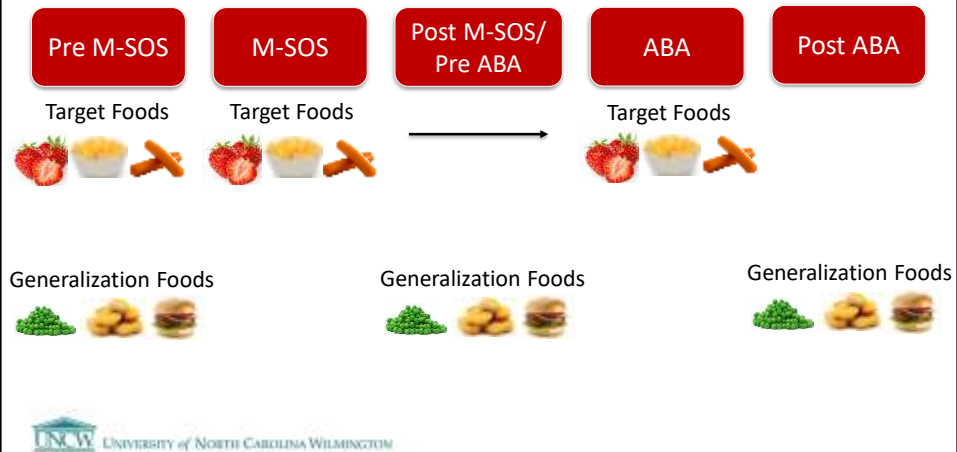 Pre M-SOS
M-SOS
Post M-SOS/
Pre ABA
ABA
Post ABA
Target Foods
Target Foods
Target Foods
Generalization Foods
Generalization Foods
Generalization Foods
UNCW UNIVERSITY of NORTH CAROLINA WILMINGTON